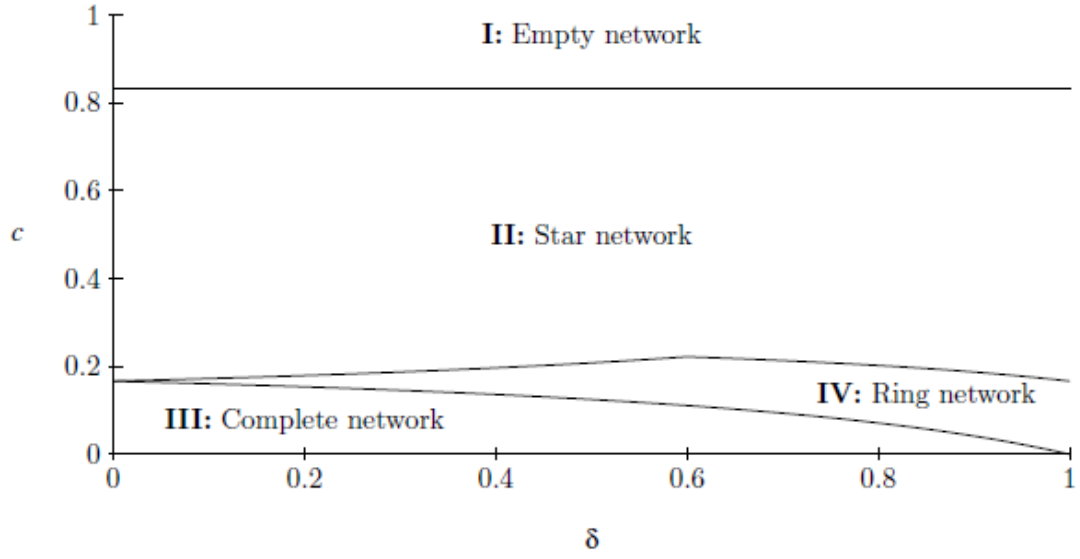 1
I: Empty network
0.8
0.6
c
II: Star network
0.4
0.2
IV: Ring network
III: Complete network
0
0 0.2 0.4 0.6 0.8 1
δ